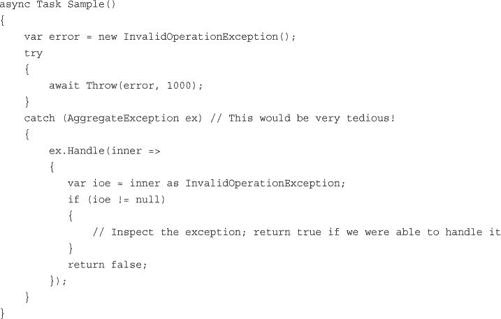 async Task Sample()
{
    var error = new InvalidOperationException();
    try
    {
        await Throw(error, 1000);
    }
    catch (AggregateException ex) // This would be very tedious!
    {
        ex.Handle(inner =>
        {
           var ioe = inner as InvalidOperationException;
           if (ioe != null)
           {
               // Inspect the exception; return true if we were able to handle it
           }
           return false;
        });
    }
}